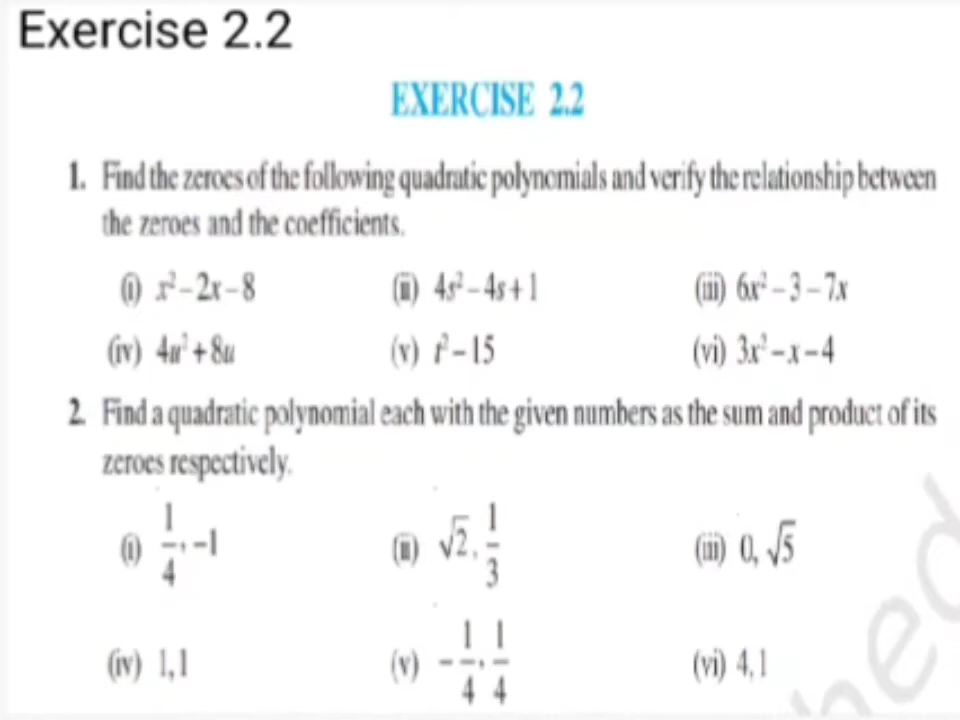 Exercise 2.2
EXERCISE 2.2
1. Find the zeroes of the following quadratic polynomials and verify the relationship between
the zeroes and the coefficients.
(i) x² – 2x – 8 (ii) 4s² – 4s + 1 (iii) 6x² – 3 – 7x
(iv) 4u² + 8u (v) t² – 15 (vi) 3x² – x – 4
2. Find a quadratic polynomial each with the given numbers as the sum and product of its
zeroes respectively.
(i) 1/4, –1 (ii) √2, 1/3 (iii) 0, √5
(iv) 1, 1 (v) –1/4, 1/4 (vi) 4, 1